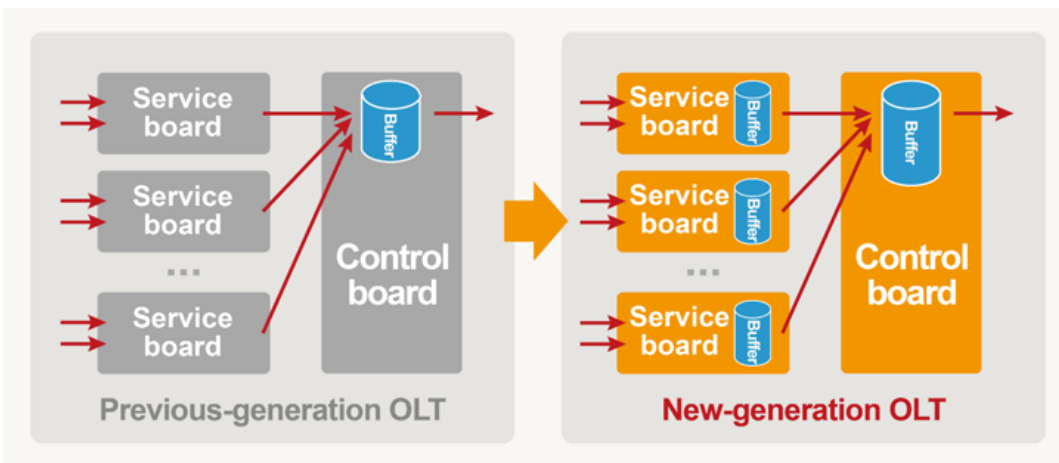 Service
board
Service
board
...
Service
board
Buffer
Control
board
Previous-generation OLT
Service
board
Buffer
Service
board
Buffer
...
Service
board
Buffer
Buffer
Control
board
New-generation OLT